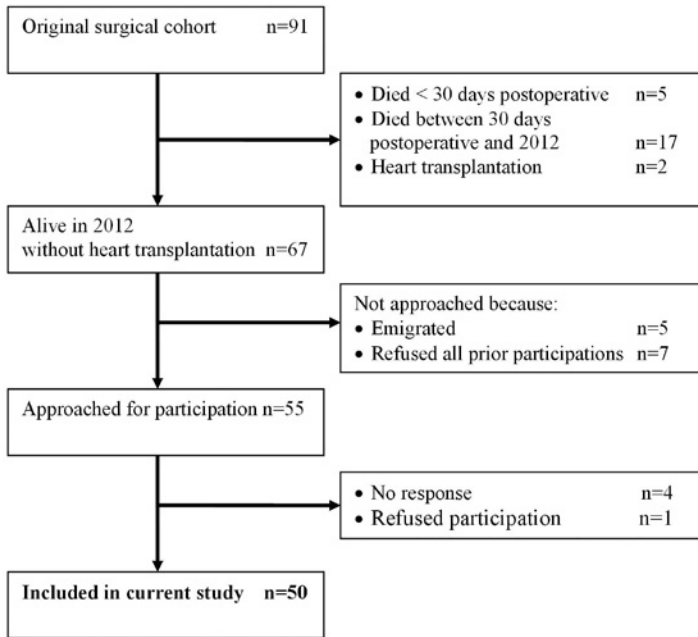 Original surgical cohort n=91
• Died < 30 days postoperative n=5
• Died between 30 days
postoperative and 2012 n=17
• Heart transplantation n=2
Alive in 2012
without heart transplantation n=67
Not approached because:
• Emigrated n=5
• Refused all prior participations n=7
Approached for participation n=55
• No response n=4
• Refused participation n=1
Included in current study n=50